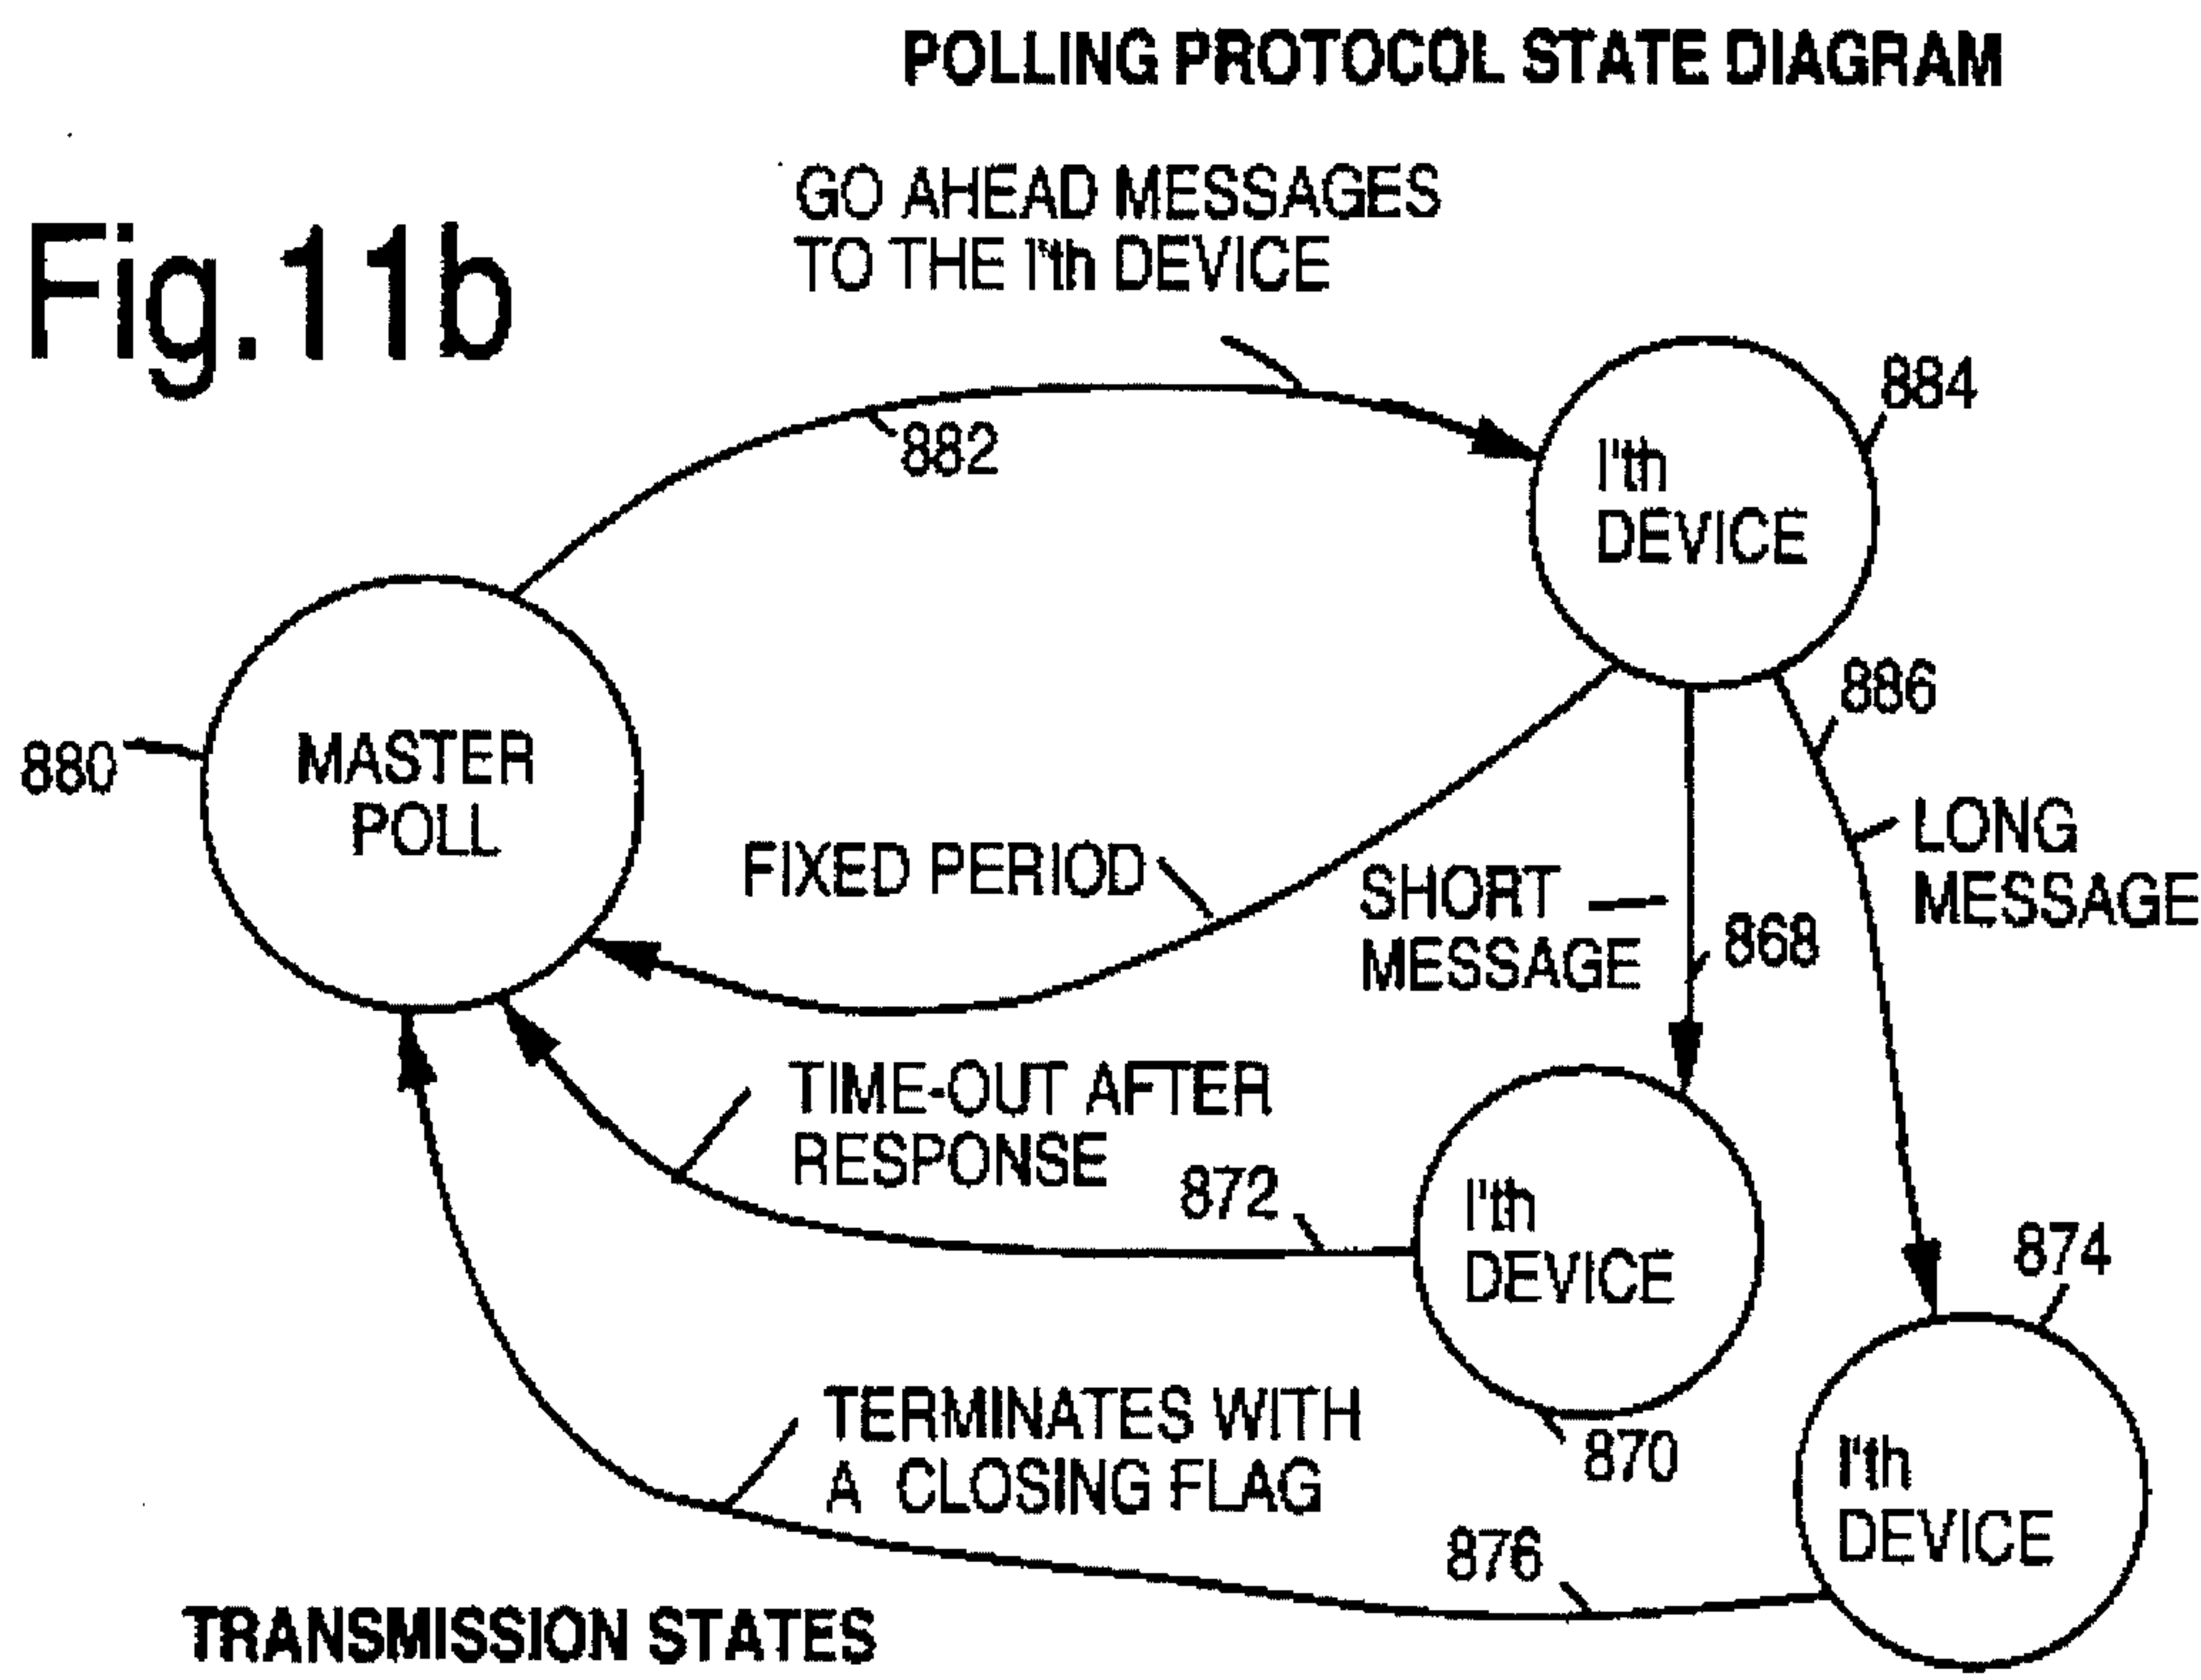 POLLING PROTOCOL STATE DIAGRAM
Fig.11b
GO AHEAD MESSAGES
TO THE I'th DEVICE
882
884
I'th
DEVICE
886
880
MASTER
POLL
LONG
MESSAGE
FIXED PERIOD
SHORT
MESSAGE
868
TIME-OUT AFTER
RESPONSE
872
I'th
DEVICE
870
874
I'th
DEVICE
TERMINATES WITH
A CLOSING FLAG
876
TRANSMISSION STATES